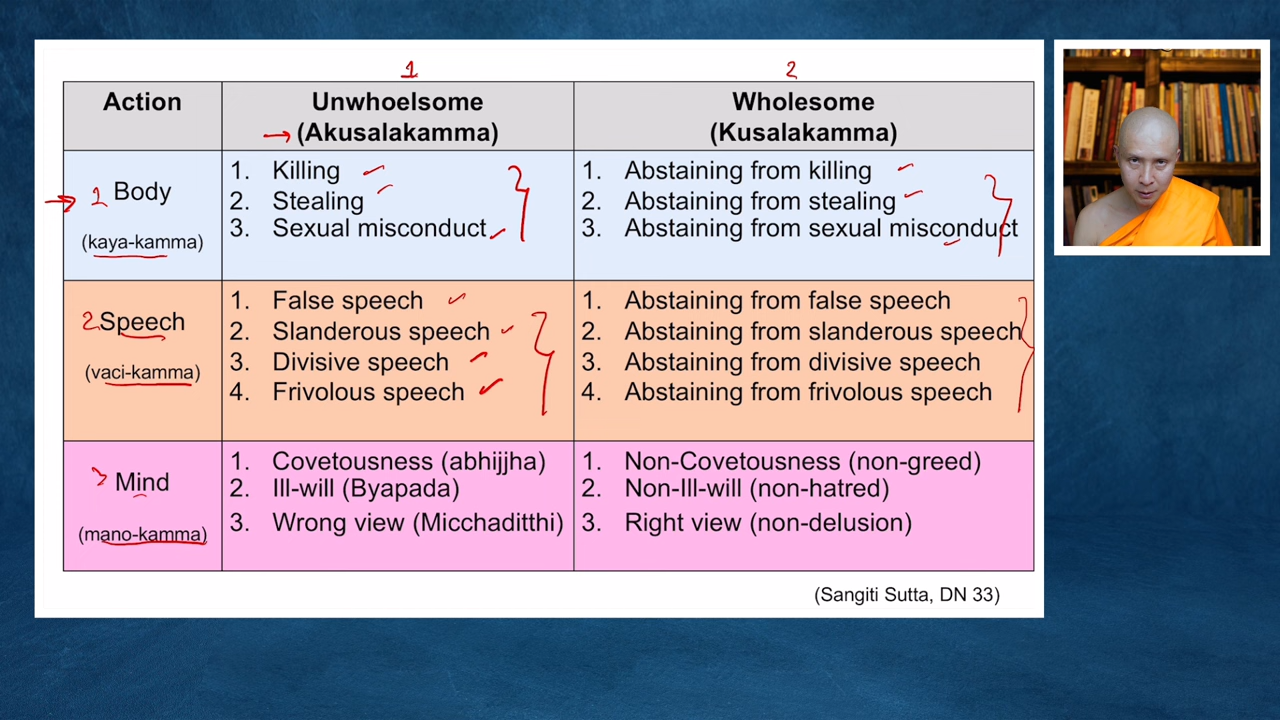 1 2
Action Unwhoelsome Wholesome
→ (Akusalakamma) (Kusalakamma)
1. Killing 1. Abstaining from killing
→ 1 Body 2. Stealing 2. Abstaining from stealing
3. Sexual misconduct 3. Abstaining from sexual misconduct
(kaya-kamma)
1. False speech 1. Abstaining from false speech
2 Speech 2. Slanderous speech 2. Abstaining from slanderous speech
3. Divisive speech 3. Abstaining from divisive speech
(vaci-kamma)
4. Frivolous speech 4. Abstaining from frivolous speech
1. Covetousness (abhijjha) 1. Non-Covetousness (non-greed)
3 Mind 2. Ill-will (Byapada) 2. Non-Ill-will (non-hatred)
3. Wrong view (Micchaditthi) 3. Right view (non-delusion)
(mano-kamma)
(Sangiti Sutta, DN 33)